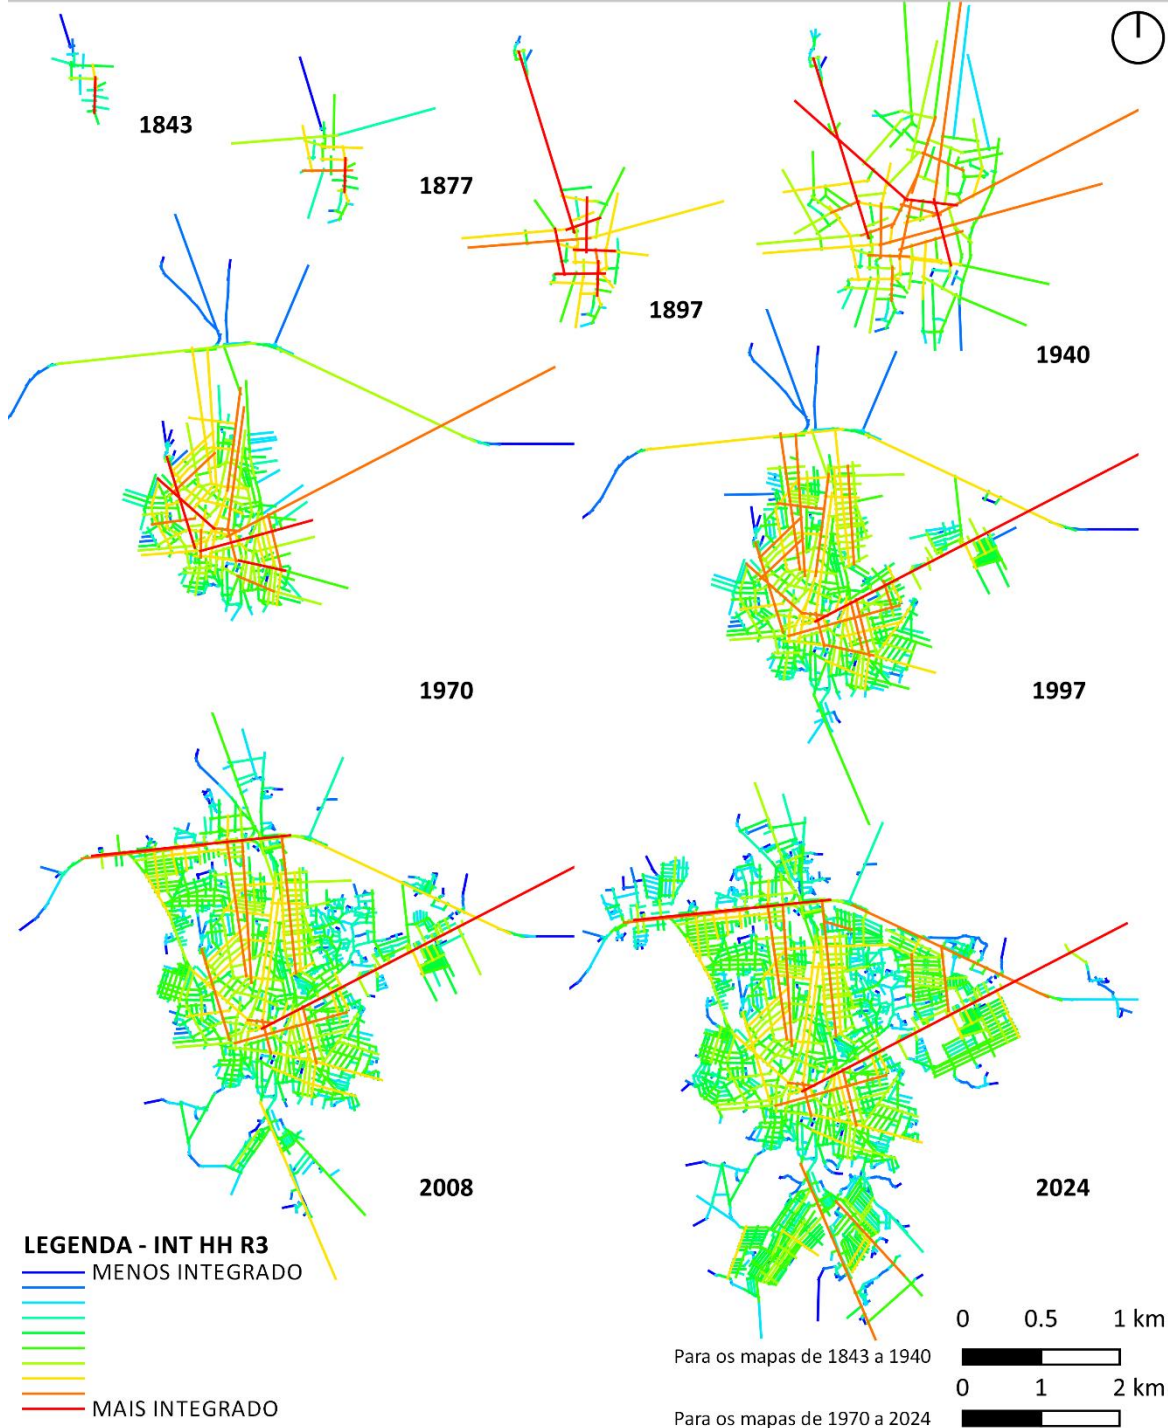 1843
1877
1897
1940
1970
1997
2008
2024
LEGENDA - INT HH R3
MENOS INTEGRADO
MAIS INTEGRADO
0 0.5 1 km
Para os mapas de 1843 a 1940
0 1 2 km
Para os mapas de 1970 a 2024